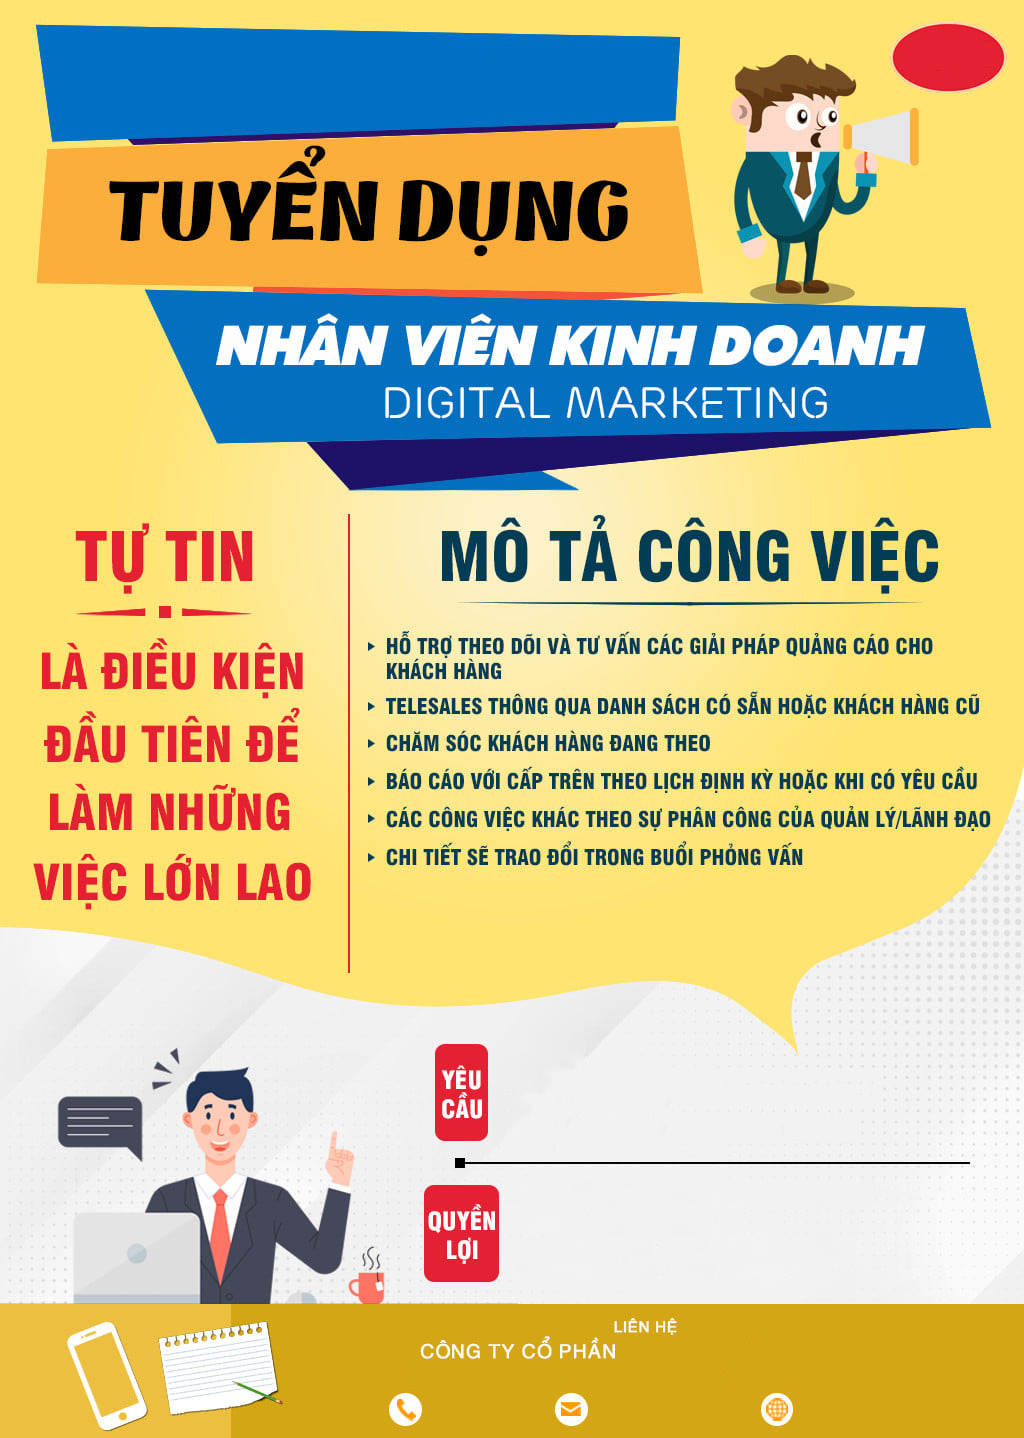 TUYỂN DỤNG
NHÂN VIÊN KINH DOANH
DIGITAL MARKETING
TỰ TIN
LÀ ĐIỀU KIỆN
ĐẦU TIÊN ĐỂ
LÀM NHỮNG
VIỆC LỚN LAO
MÔ TẢ CÔNG VIỆC
HỖ TRỢ THEO DÕI VÀ TƯ VẤN CÁC GIẢI PHÁP QUẢNG CÁO CHO
KHÁCH HÀNG
TELESALES THÔNG QUA DANH SÁCH CÓ SẴN HOẶC KHÁCH HÀNG CŨ
CHĂM SÓC KHÁCH HÀNG ĐANG THEO
BÁO CÁO VỚI CẤP TRÊN THEO LỊCH ĐỊNH KỲ HOẶC KHI CÓ YÊU CẦU
CÁC CÔNG VIỆC KHÁC THEO SỰ PHÂN CÔNG CỦA QUẢN LÝ/LÃNH ĐẠO
CHI TIẾT SẼ TRAO ĐỔI TRONG BUỔI PHỎNG VẤN
YÊU
CẦU
QUYỀN
LỢI
LIÊN HỆ
CÔNG TY CỔ PHẦN